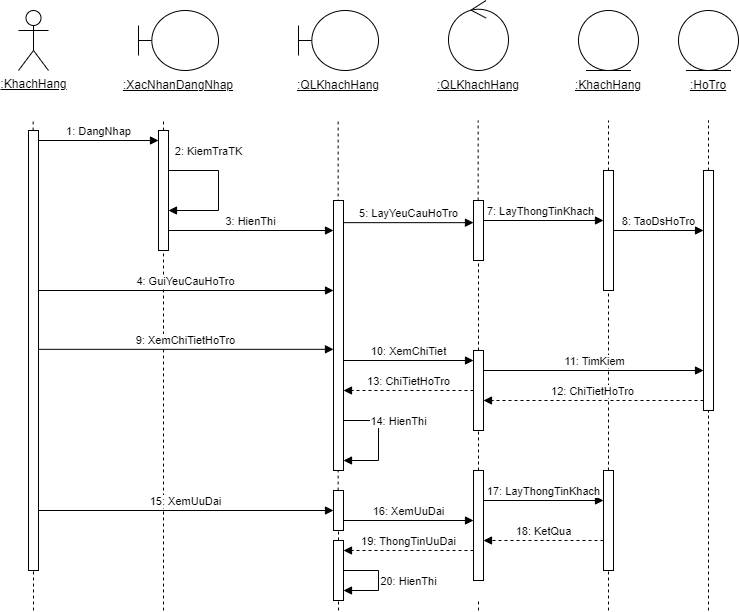 :KhachHang
:XacNhanDangNhap
:QLKhachHang
:QLKhachHang
:KhachHang
:HoTro
1: DangNhap
2: KiemTraTK
3: HienThi
5: LayYeuCauHoTro
7: LayThongTinKhach
8: TaoDsHoTro
4: GuiYeuCauHoTro
9: XemChiTietHoTro
10: XemChiTiet
11: TimKiem
12: ChiTietHoTro
13: ChiTietHoTro
14: HienThi
15: XemUuDai
16: XemUuDai
17: LayThongTinKhach
18: KetQua
19: ThongTinUuDai
20: HienThi